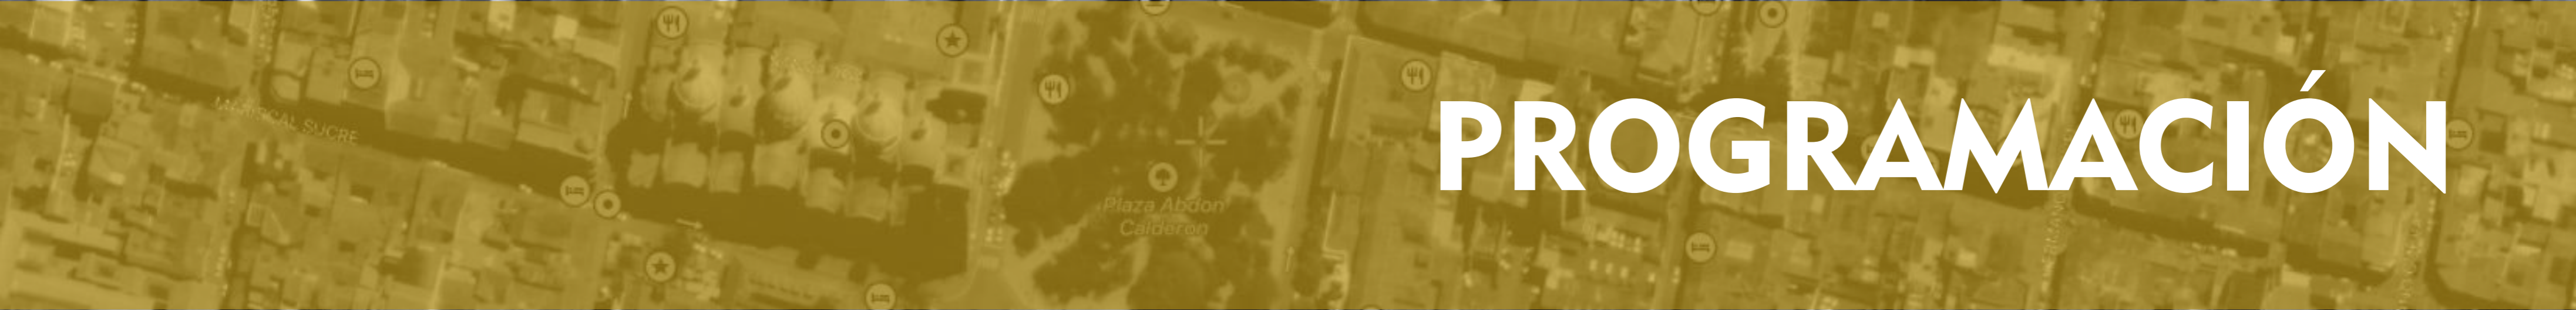 MARISCAL SUCRE
Plaza Abdon
Calderon
PROGRAMACIÓN